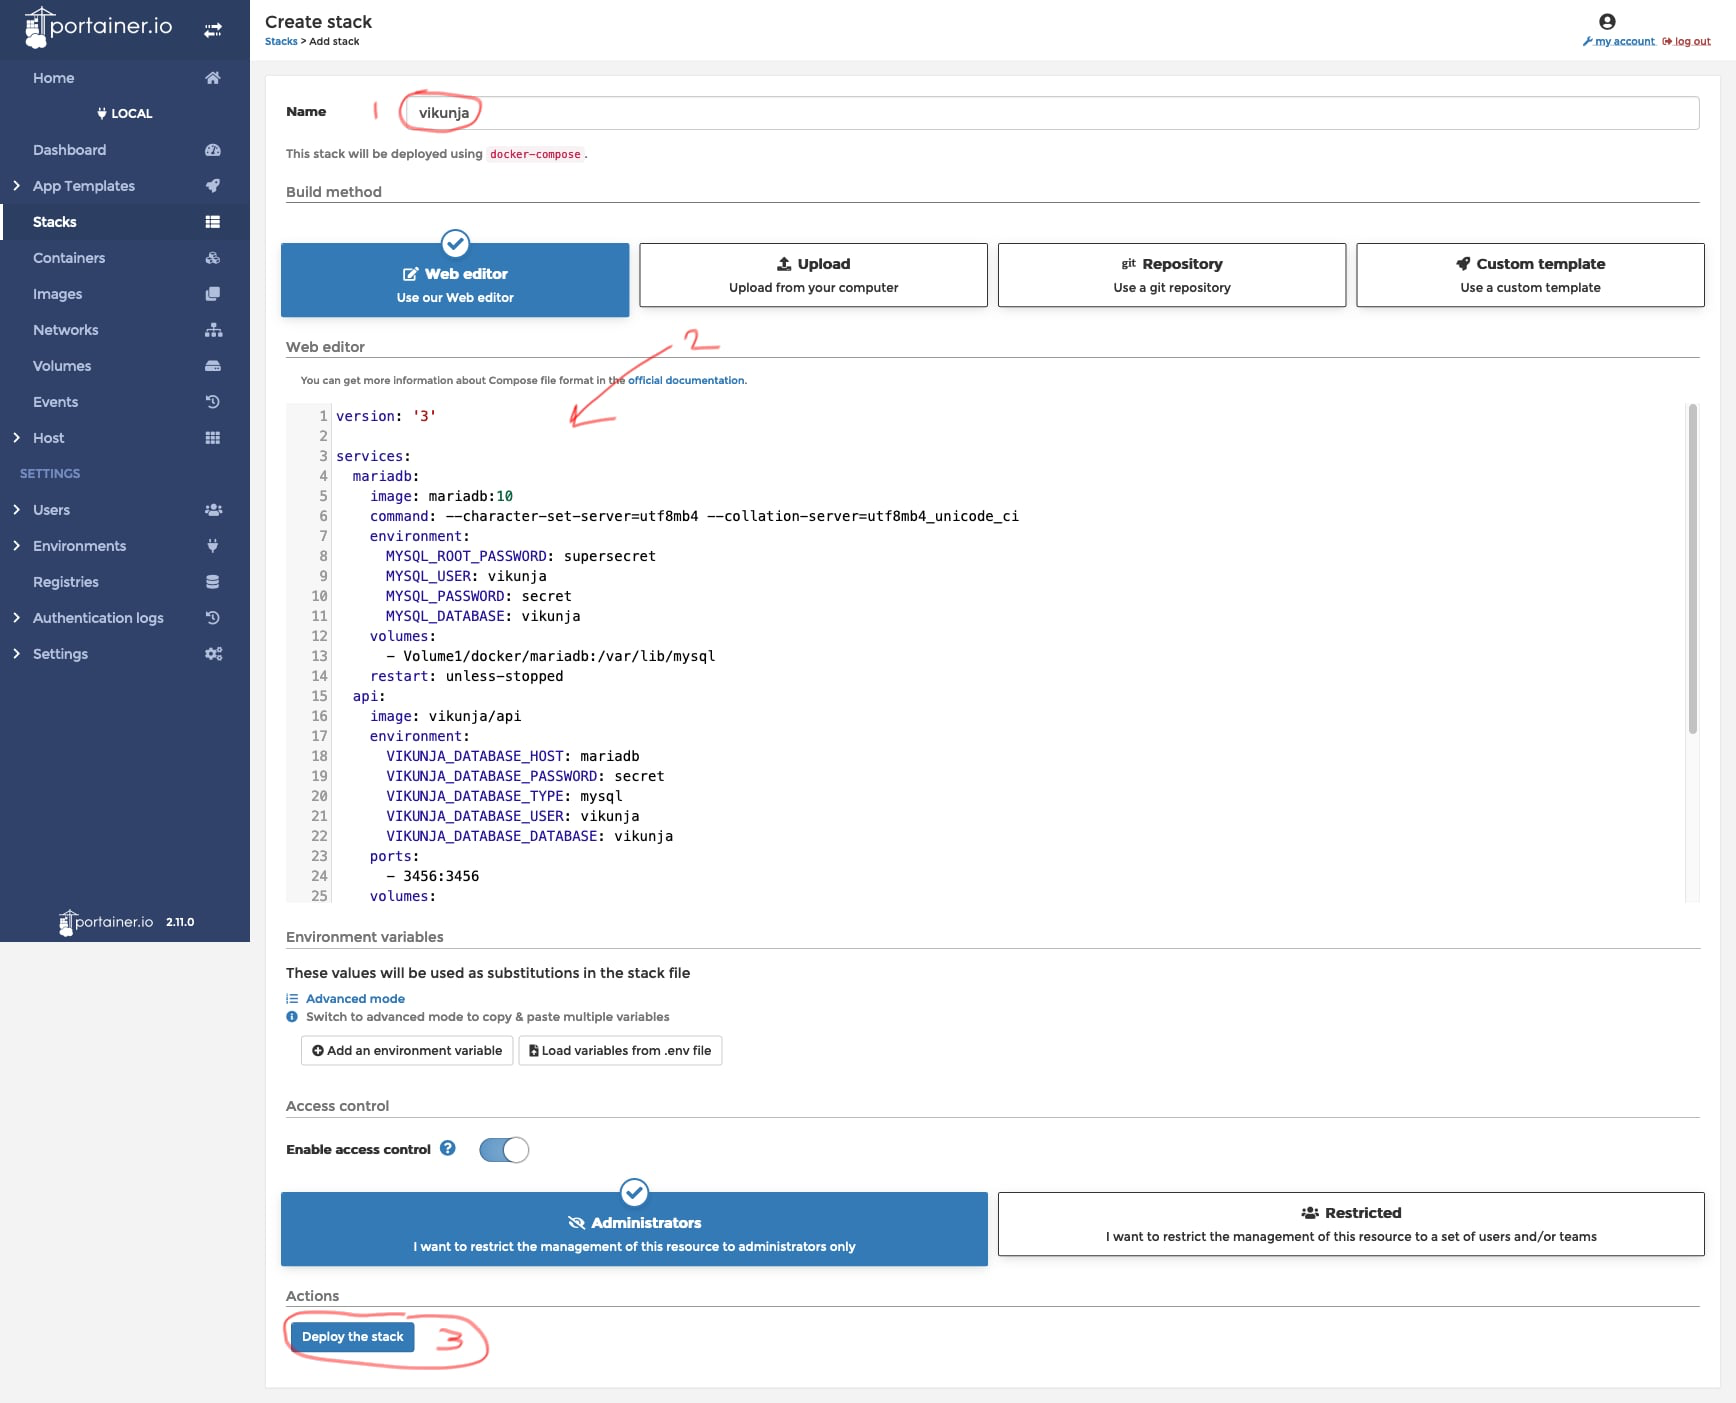 portainer.io
Home
LOCAL
Dashboard
App Templates
Stacks
Containers
Images
Networks
Volumes
Events
Host
SETTINGS
Users
Environments
Registries
Authentication logs
Settings
portainer.io 2.11.0
Create stack
Stacks > Add stack
my account log out
Name 1 vikunja
This stack will be deployed using docker-compose .
Build method
Web editor
Use our Web editor
Upload
Upload from your computer
git Repository
Use a git repository
Custom template
Use a custom template
2
Web editor
You can get more information about Compose file format in the official documentation.
1 version: '3'
2
3 services:
4 mariadb:
5 image: mariadb:10
6 command: --character-set-server=utf8mb4 --collation-server=utf8mb4_unicode_ci
7 environment:
8 MYSQL_ROOT_PASSWORD: supersecret
9 MYSQL_USER: vikunja
10 MYSQL_PASSWORD: secret
11 MYSQL_DATABASE: vikunja
12 volumes:
13 - Volume1/docker/mariadb:/var/lib/mysql
14 restart: unless-stopped
15 api:
16 image: vikunja/api
17 environment:
18 VIKUNJA_DATABASE_HOST: mariadb
19 VIKUNJA_DATABASE_PASSWORD: secret
20 VIKUNJA_DATABASE_TYPE: mysql
21 VIKUNJA_DATABASE_USER: vikunja
22 VIKUNJA_DATABASE_DATABASE: vikunja
23 ports:
24 - 3456:3456
25 volumes:
Environment variables
These values will be used as substitutions in the stack file
Advanced mode
Switch to advanced mode to copy & paste multiple variables
Add an environment variable Load variables from .env file
Access control
Enable access control
Administrators
I want to restrict the management of this resource to administrators only
Restricted
I want to restrict the management of this resource to a set of users and/or teams
Actions
Deploy the stack 3